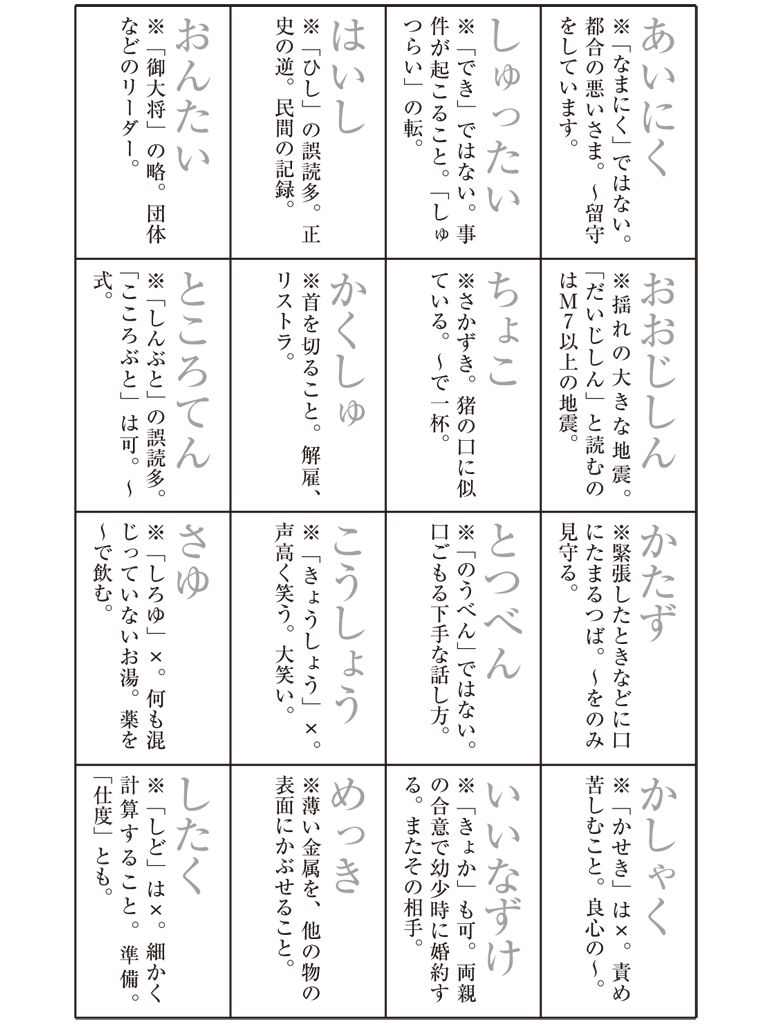 あいにく
※「なまにく」ではない。
都合の悪いさま。～留守
をしています。
しゅったい
※「でき」ではない。事
件が起こること。「しゅ
つらい」の転。
はいし
※「ひし」の誤読多。正
史の逆。民間の記録。
おんたい
※「御大将」の略。団体
などのリーダー。
おおじしん
※揺れの大きな地震。
「だいじしん」と読むの
はＭ７以上の地震。
ちょこ
※さかずき。猪の口に似
ている。～で一杯。
かくしゅ
※首を切ること。解雇、
リストラ。
ところてん
※「しんぶと」の誤読多。
「こころぶと」は可。～
式。
かたず
※緊張したときなどに口
にたまるつば。～をのみ
見守る。
とつべん
※「のうべん」ではない。
口ごもる下手な話し方。
こうしょう
※「きょうしょう」×。
声高く笑う。大笑い。
さゆ
※「しろゆ」×。何も混
じっていないお湯。薬を
～で飲む。
かしゃく
※「かせき」は×。責め
苦しむこと。良心の～。
いいなずけ
※「きょか」も可。両親
の合意で幼少時に婚約す
る。またその相手。
めっき
※薄い金属を、他の物の
表面にかぶせること。
したく
※「しど」は×。細かく
計算すること。準備。
「仕度」とも。